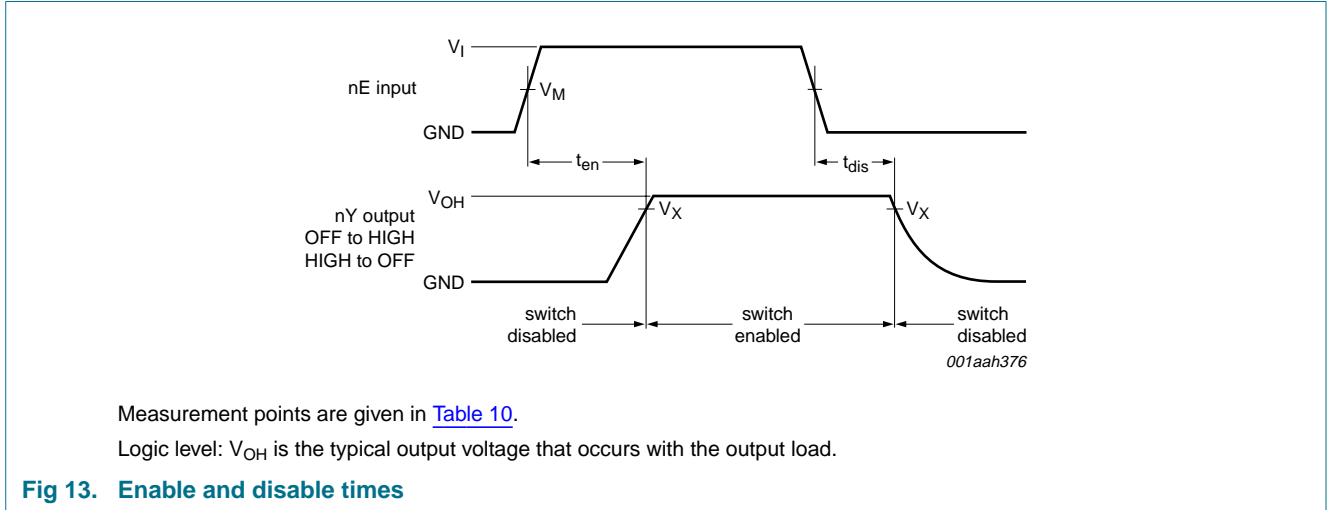 V_I
nE input
V_M
GND
t_en
t_dis
V_OH
nY output
OFF to HIGH
HIGH to OFF
V_X
V_X
GND
switch
disabled
switch
enabled
switch
disabled
001aah376
Measurement points are given in Table 10.
Logic level: V_OH is the typical output voltage that occurs with the output load.
Fig 13. Enable and disable times